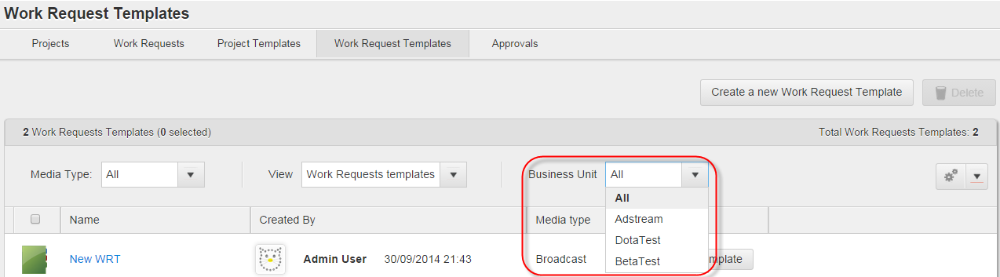 Work Request Templates
Projects Work Requests Project Templates Work Request Templates Approvals
Create a new Work Request Template Delete
2 Work Requests Templates (0 selected) Total Work Requests Templates: 2
Media Type: All View Work Requests templates Business Unit All
All
Adstream
DotaTest
BetaTest
Name Created By Media type
New WRT Admin User 30/09/2014 21:43 Broadcast